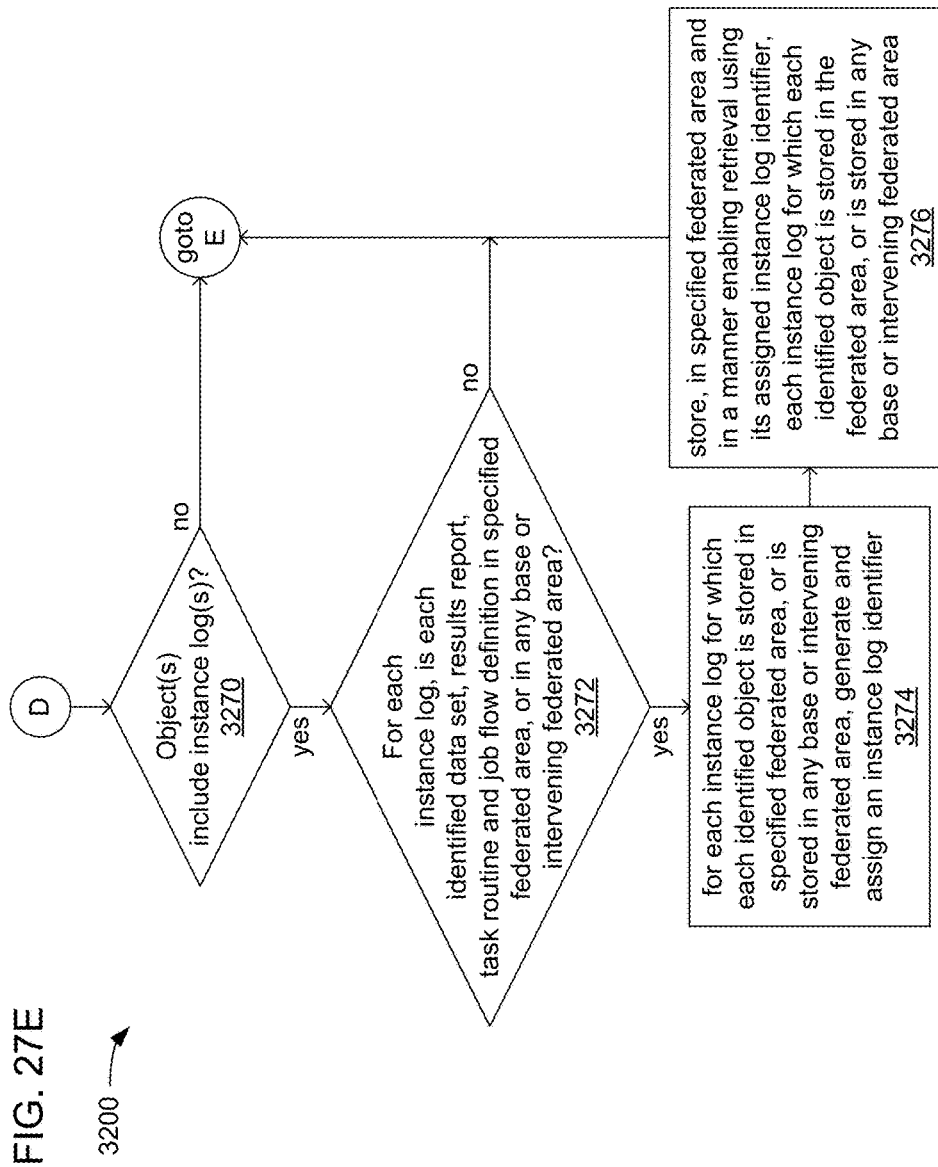 FIG. 27E
3200
D
Object(s)
include instance log(s)?
3270
no
goto
E
yes
For each
instance log, is each
identified data set, results report,
task routine and job flow definition in specified
federated area, or in any base or
intervening federated area?
3272
no
yes
for each instance log for which
each identified object is stored in
specified federated area, or is
stored in any base or intervening
federated area, generate and
assign an instance log identifier
3274
store, in specified federated area and
in a manner enabling retrieval using
its assigned instance log identifier,
each instance log for which each
identified object is stored in the
federated area, or is stored in any
base or intervening federated area
3276